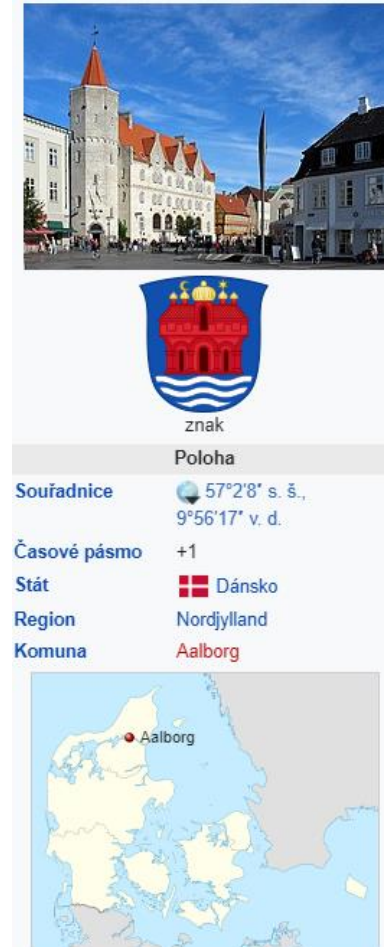 znak
Poloha
Souřadnice 57°2′8″ s. š.,
9°56′17″ v. d.
Časové pásmo +1
Stát Dánsko
Region Nordjylland
Komuna Aalborg
Aalborg